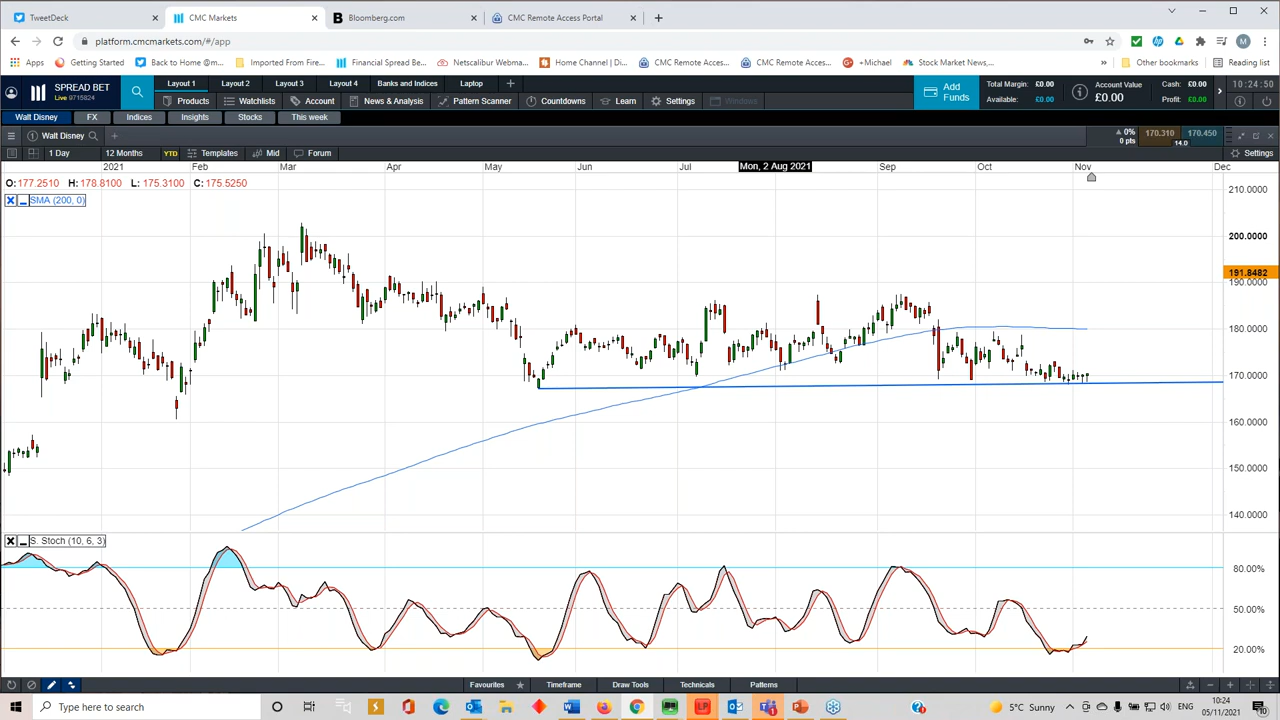 TweetDeck
CMC Markets
Bloomberg.com
CMC Remote Access Portal
platform.cmcmarkets.com/#/app
Apps
Getting Started
Back to Home @m...
Imported From Fire...
Financial Spread Be...
Netscalibur Webma...
Home Channel | Di...
CMC Remote Acces...
CMC Remote Acces...
+Michael
Stock Market News,...
Other bookmarks
Reading list
SPREAD BET
Live 9715824
Layout 1
Layout 2
Layout 3
Layout 4
Banks and Indices
Laptop
Products
Watchlists
Account
News & Analysis
Pattern Scanner
Countdowns
Learn
Settings
Windows
Add Funds
Total Margin: £0.00
Available: £0.00
Account Value
£0.00
Cash: £0.00
Profit: £0.00
10:24:50
Walt Disney
FX
Indices
Insights
Stocks
This week
Walt Disney
0%
0 pts
170.310
170.450
14.0
1 Day
12 Months
YTD
Templates
Mid
Forum
Settings
2021
Feb
Mar
Apr
May
Jun
Jul
Mon, 2 Aug 2021
Sep
Oct
Nov
Dec
O:177.2510 H: 178.8100 L: 175.3100 C: 175.5250
SMA (200, 0)
210.0000
200.0000
191.8482
190.0000
180.0000
170.0000
160.0000
150.0000
140.0000
S. Stoch (10, 6, 3)
80.00%
50.00%
20.00%
Favourites
Timeframe
Draw Tools
Technicals
Patterns
Type here to search
5°C Sunny
ENG
10:24
05/11/2021